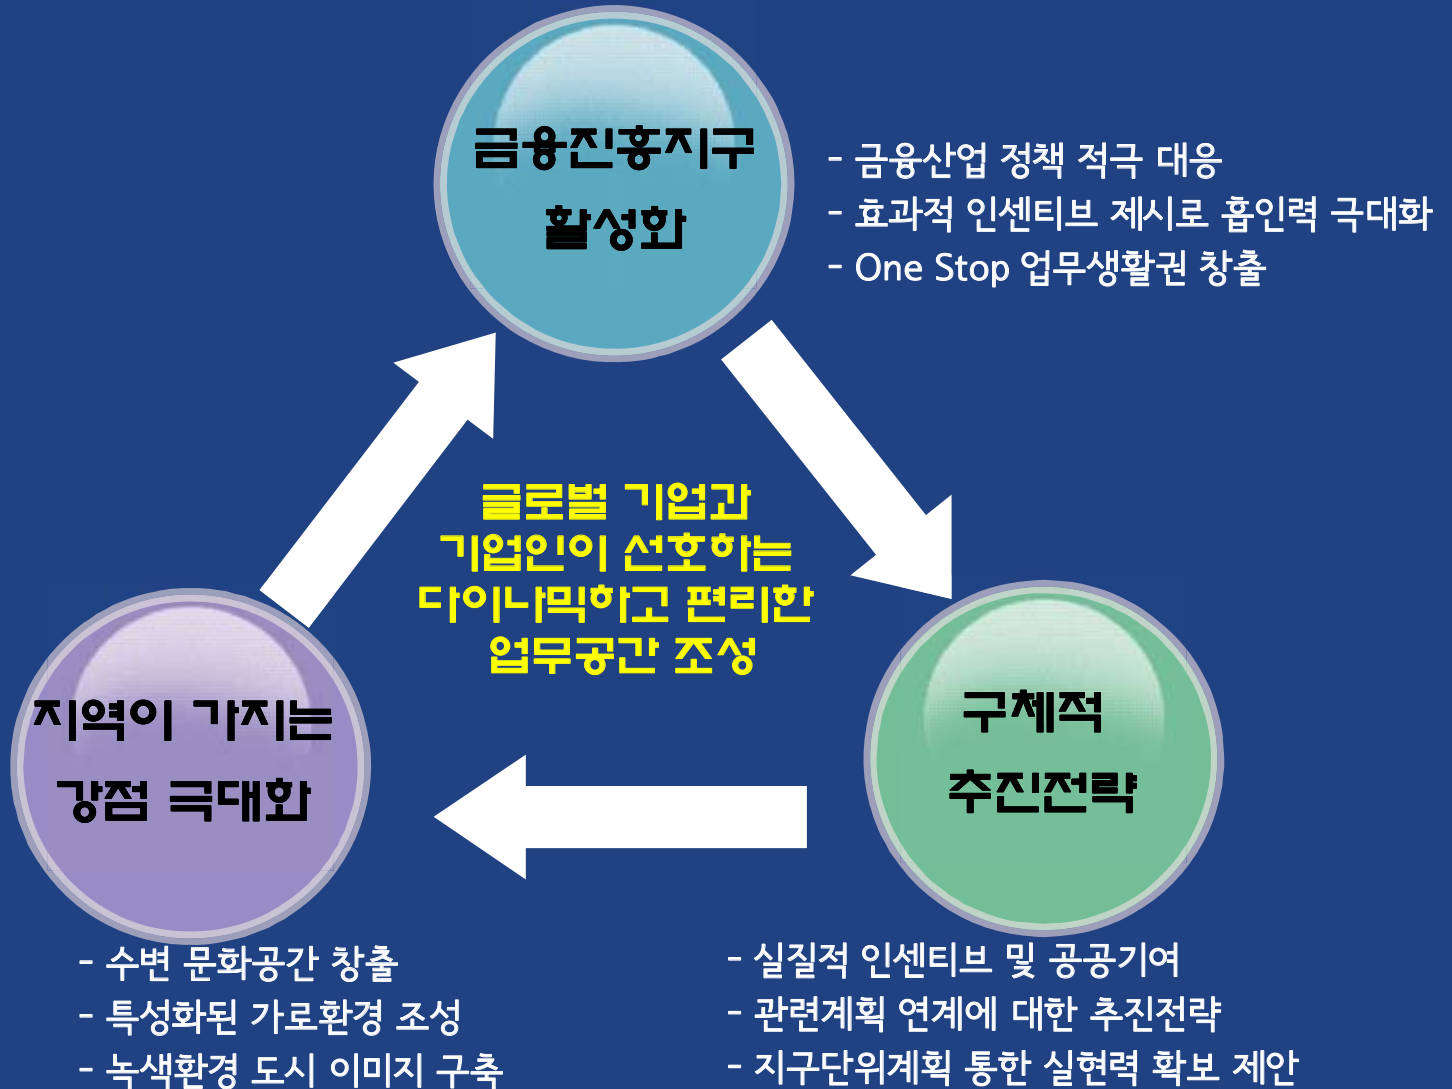 금융진흥지구
활성화
- 금융산업 정책 적극 대응
- 효과적 인센티브 제시로 흡인력 극대화
- One Stop 업무생활권 창출
글로벌 기업과
기업인이 선호하는
다이나믹하고 편리한
업무공간 조성
지역이 가지는
강점 극대화
구체적
추진전략
- 수변 문화공간 창출
- 특성화된 가로환경 조성
- 녹색환경 도시 이미지 구축
- 실질적 인센티브 및 공공기여
- 관련계획 연계에 대한 추진전략
- 지구단위계획 통한 실현력 확보 제안